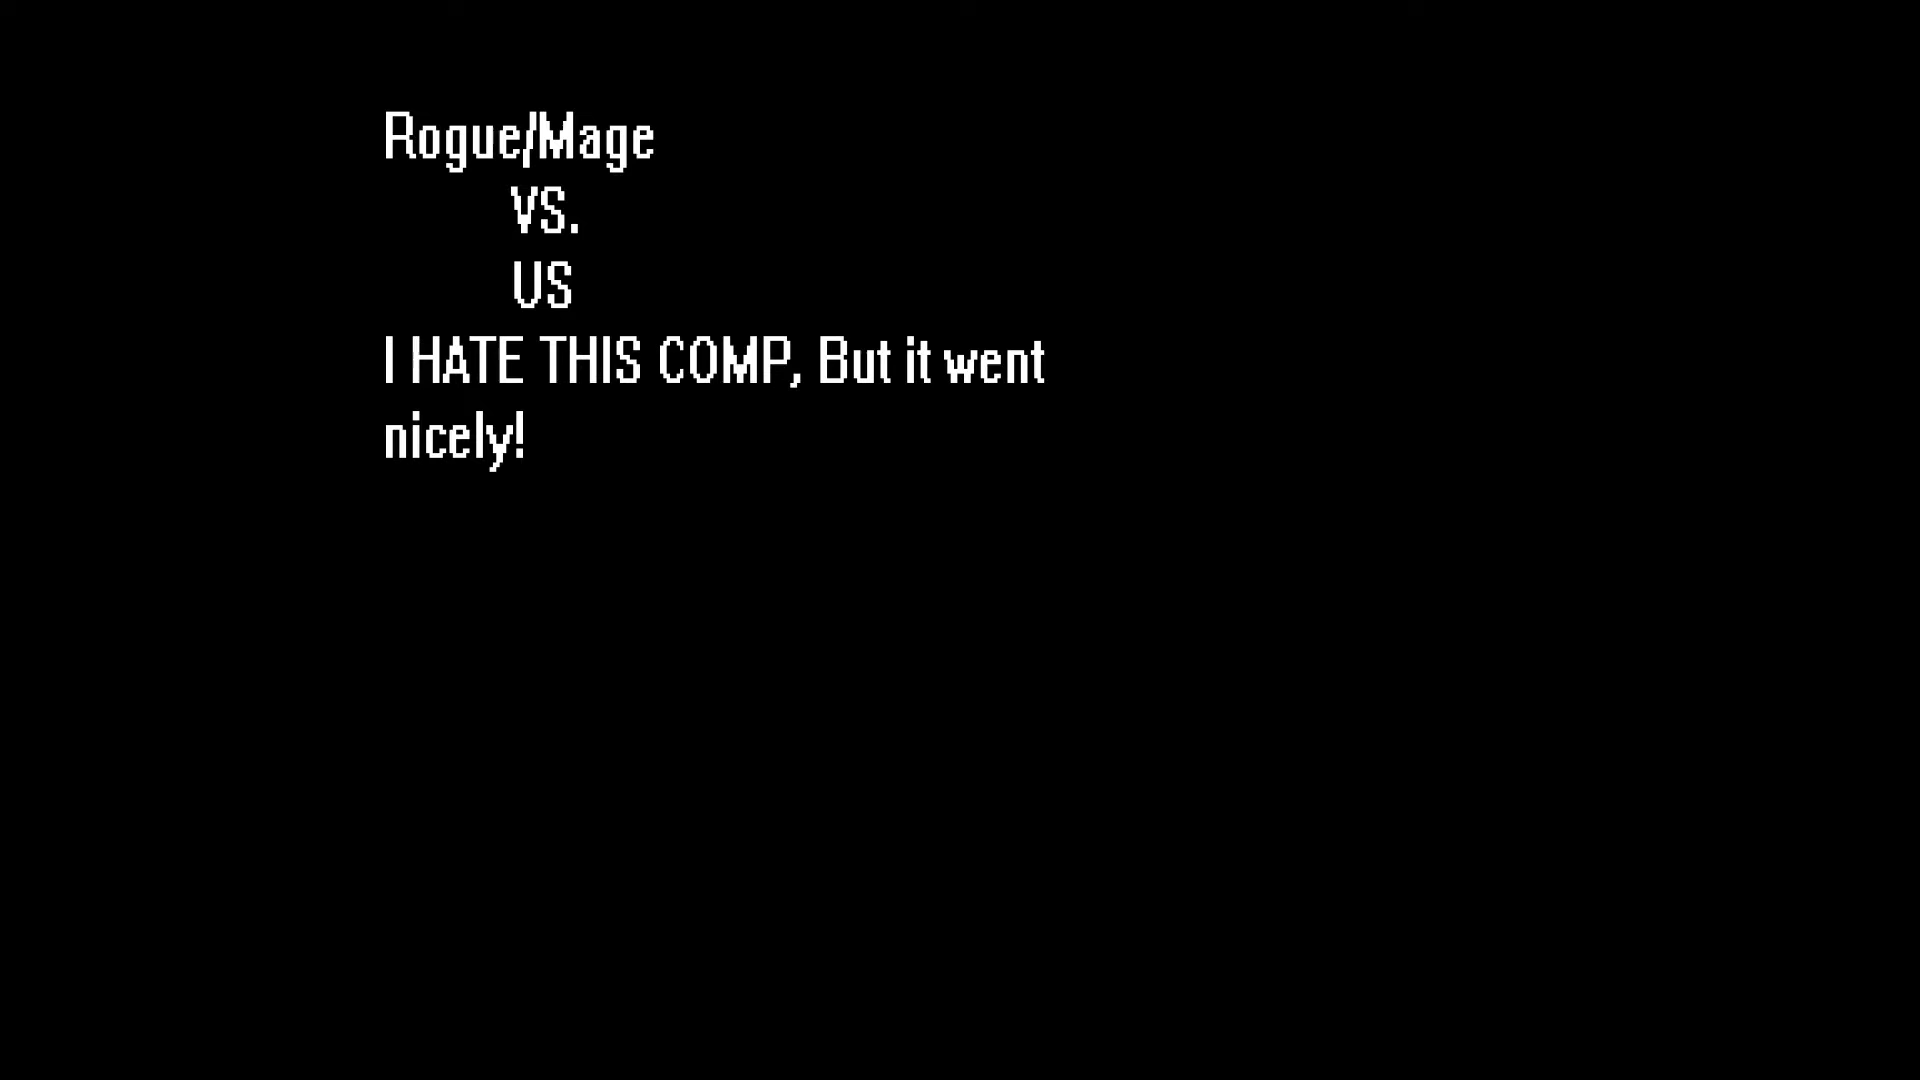 Rogue/Mage
VS.
US
I HATE THIS COMP, But it went
nicely!